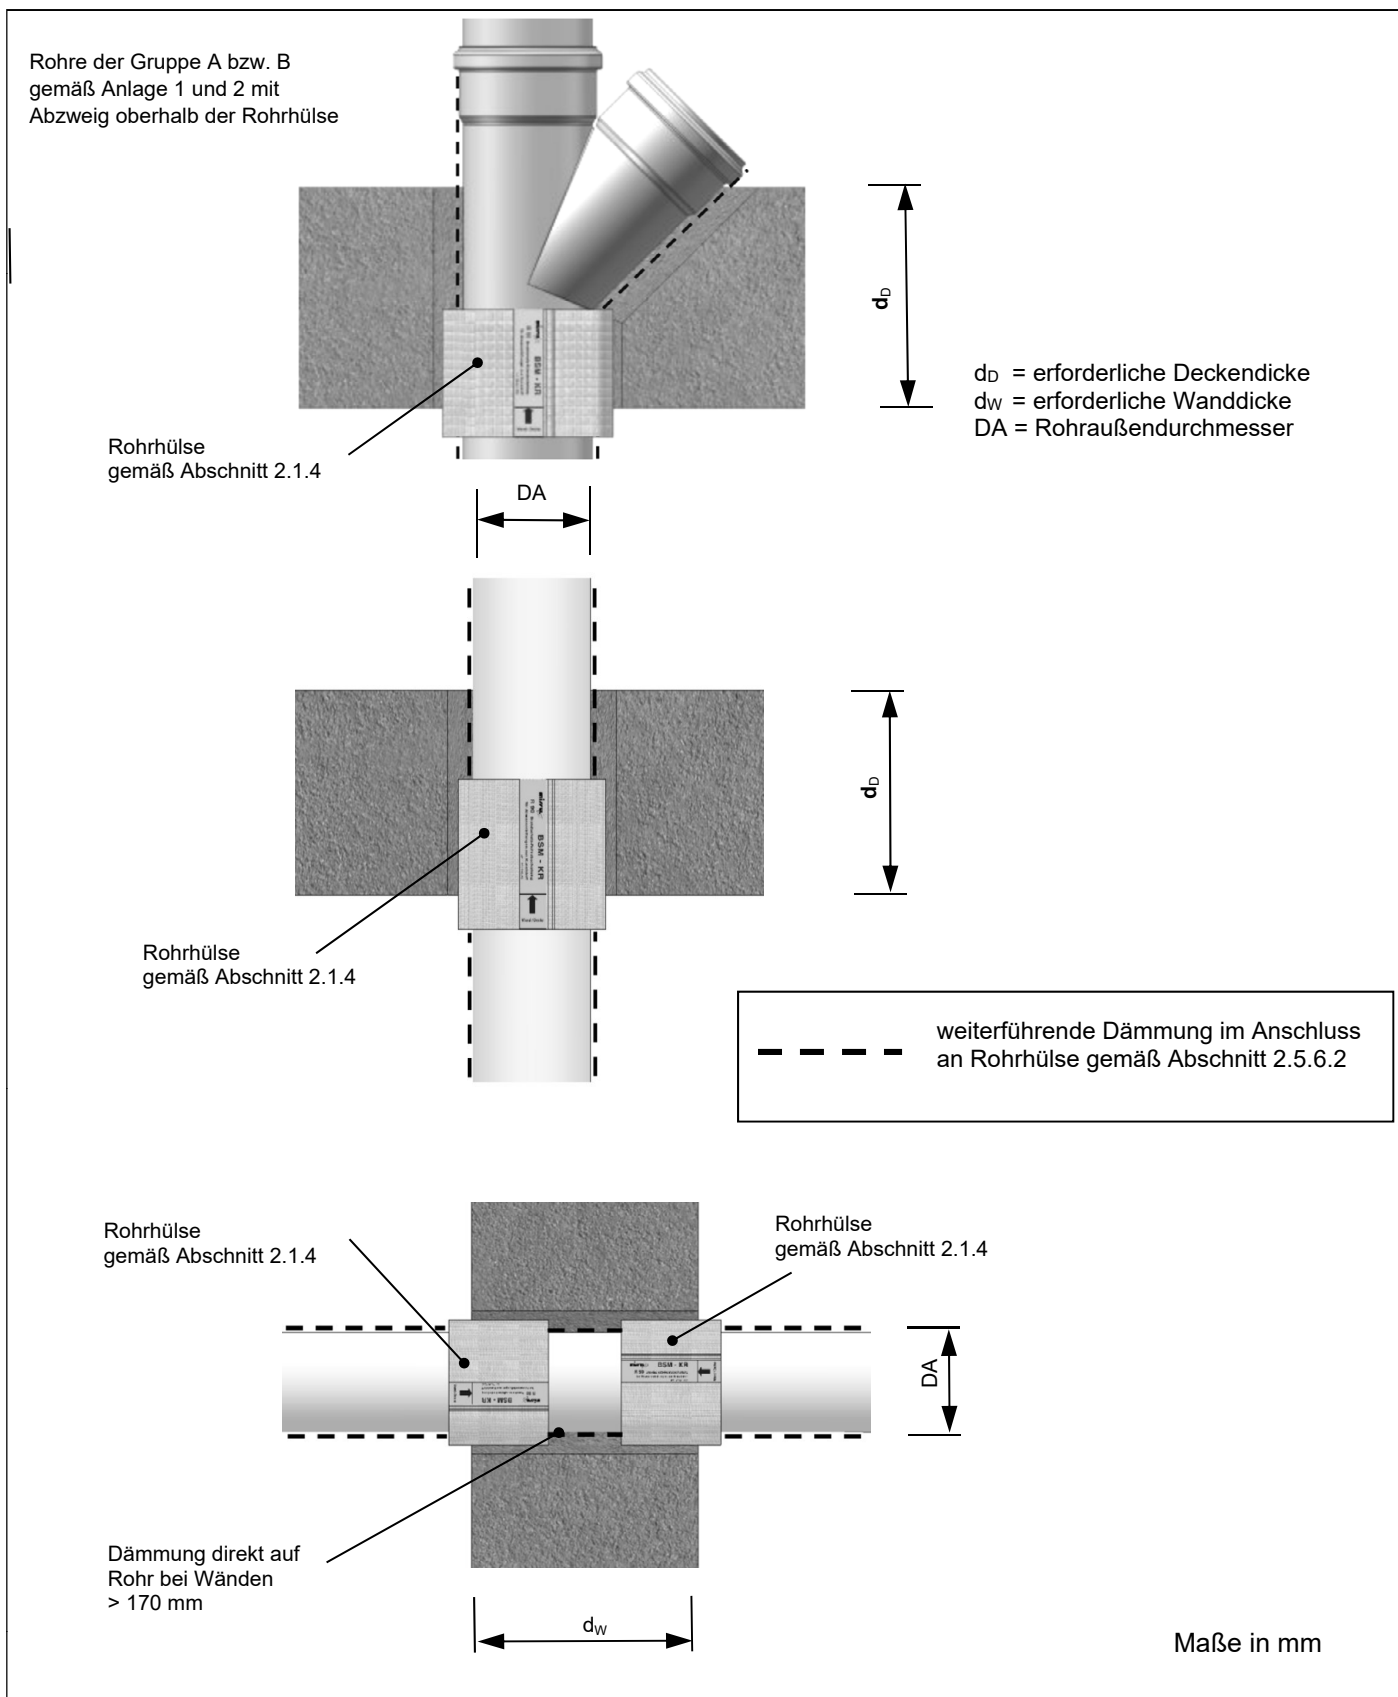 Rohre der Gruppe A bzw. B
gemäß Anlage 1 und 2 mit
Abzweig oberhalb der Rohrhülse
dD
dD = erforderliche Deckendicke
dW = erforderliche Wanddicke
DA = Rohraußendurchmesser
BSM - KR
Rohrhülse
gemäß Abschnitt 2.1.4
DA
dD
BSM - KR
Rohrhülse
gemäß Abschnitt 2.1.4
weiterführende Dämmung im Anschluss
an Rohrhülse gemäß Abschnitt 2.5.6.2
Rohrhülse
gemäß Abschnitt 2.1.4
Rohrhülse
gemäß Abschnitt 2.1.4
BSM - KR
DA
Dämmung direkt auf
Rohr bei Wänden
> 170 mm
dW
Maße in mm